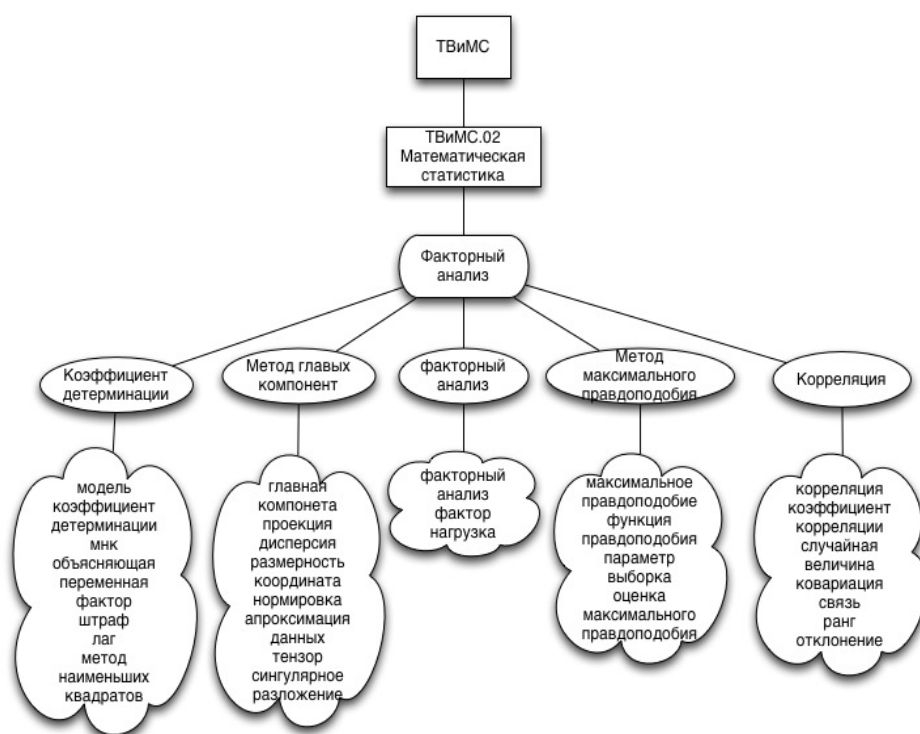 ТВиМС
ТВиМС.02
Математическая
статистика
Факторный
анализ
Коэффициент
детерминации
Метод главых
компонент
факторный
анализ
Метод
максимального
правдоподобия
Корреляция
модель
коэффициент
детерминации
мнк
объясняющая
переменная
фактор
штраф
лаг
метод
наименьших
квадратов
главная
компонета
проекция
дисперсия
размерность
координата
нормировка
апроксимация
данных
тензор
сингулярное
разложение
факторный
анализ
фактор
нагрузка
максимальное
правдоподобие
функция
правдоподобия
параметр
выборка
оценка
максимального
правдоподобия
корреляция
коэффициент
корреляции
случайная
величина
ковариация
связь
ранг
отклонение